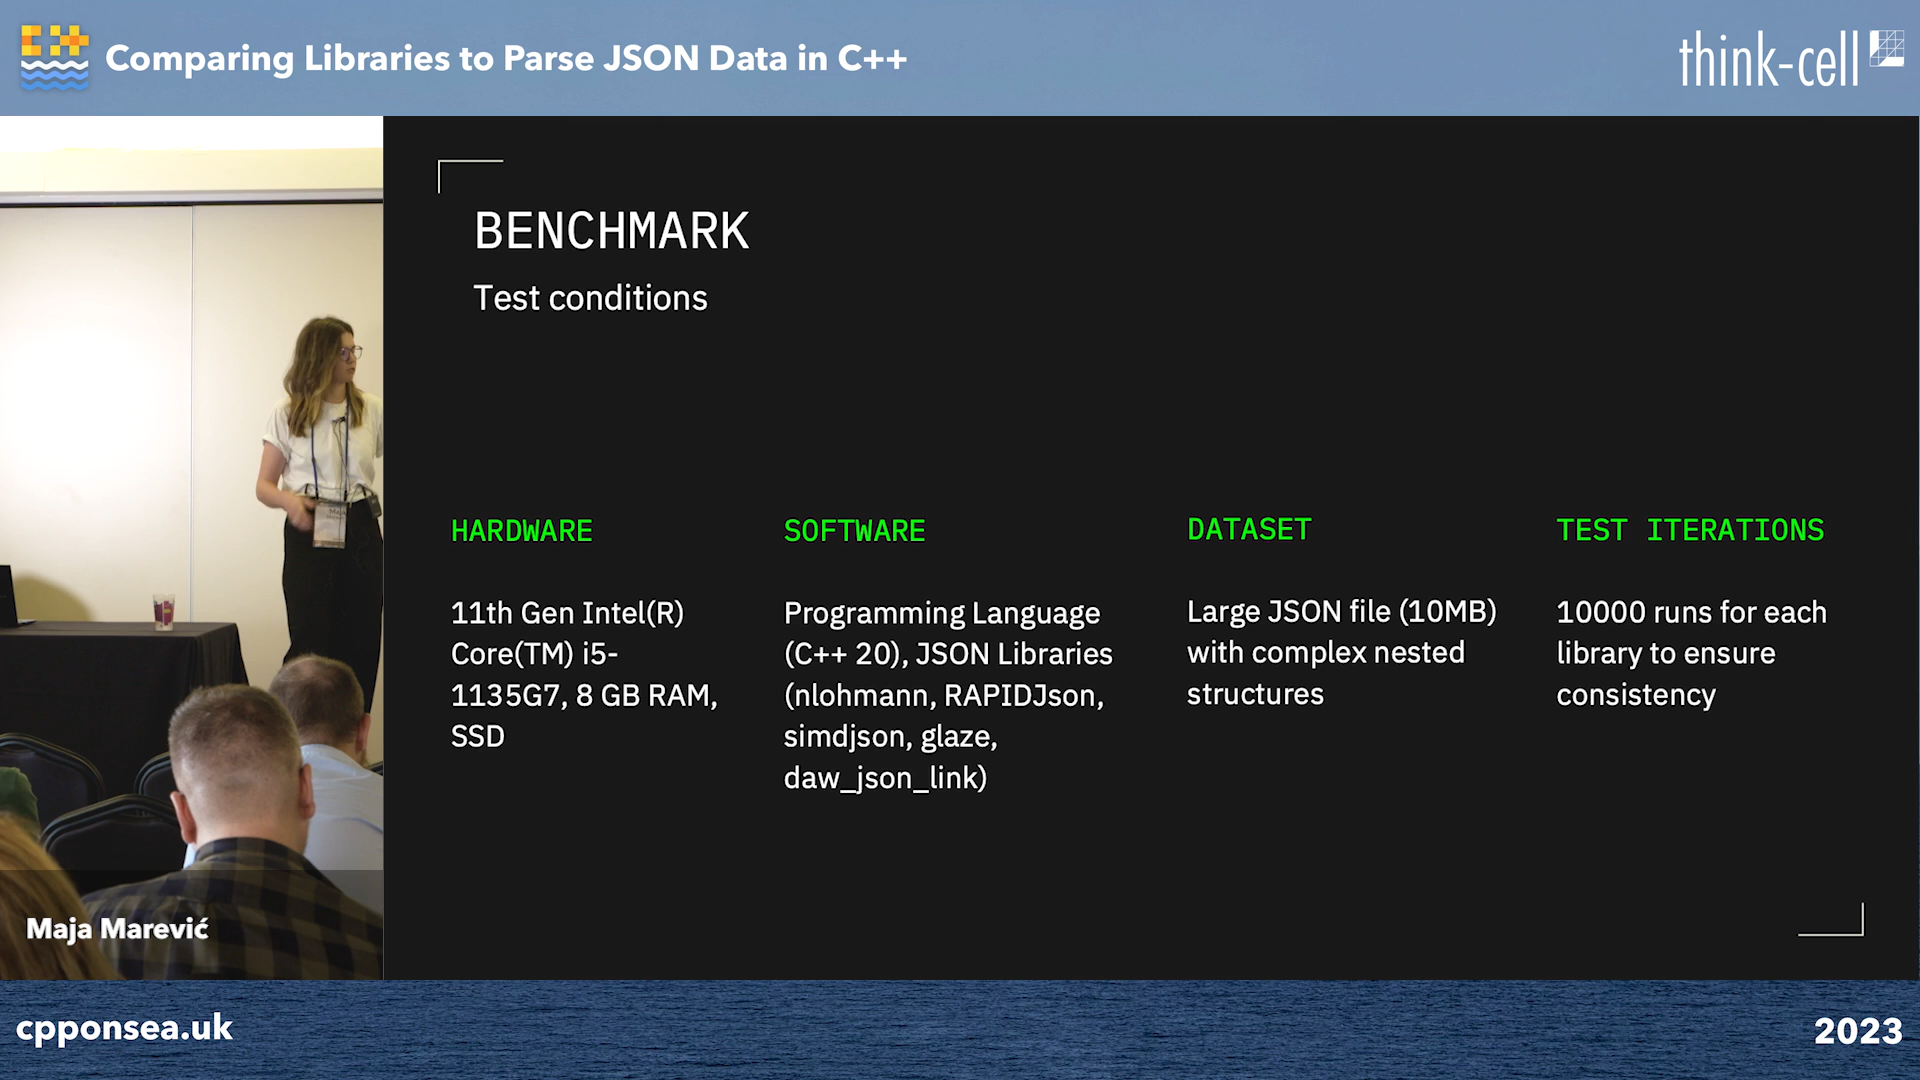 Comparing Libraries to Parse JSON Data in C++
think-cell
BENCHMARK
Test conditions
HARDWARE
11th Gen Intel(R)
Core(TM) i5-
1135G7, 8 GB RAM,
SSD
SOFTWARE
Programming Language
(C++ 20), JSON Libraries
(nlohmann, RAPIDJson,
simdjson, glaze,
daw_json_link)
DATASET
Large JSON file (10MB)
with complex nested
structures
TEST ITERATIONS
10000 runs for each
library to ensure
consistency
Maja Marević
cpponsea.uk
2023